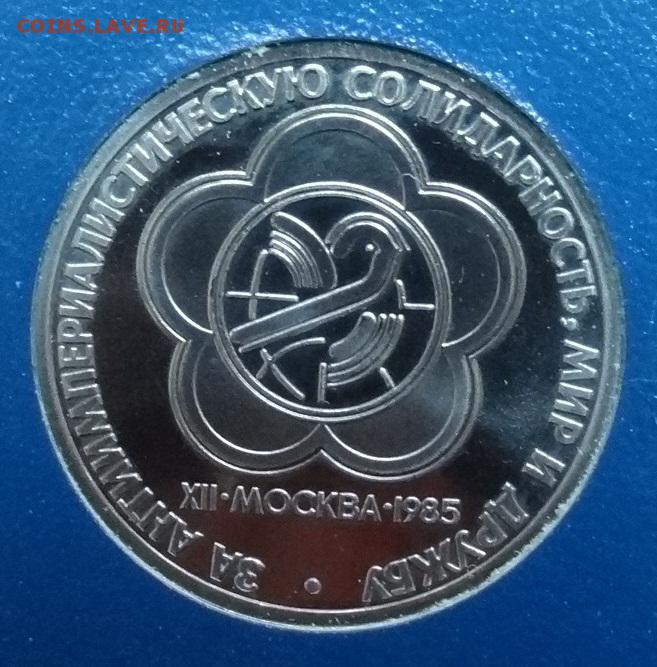 COINS.LAVE.RU
ЗА АНТИИМПЕРИАЛИСТИЧЕСКУЮ СОЛИДАРНОСТЬ, МИР И ДРУЖБУ •
XII•МОСКВА•1985